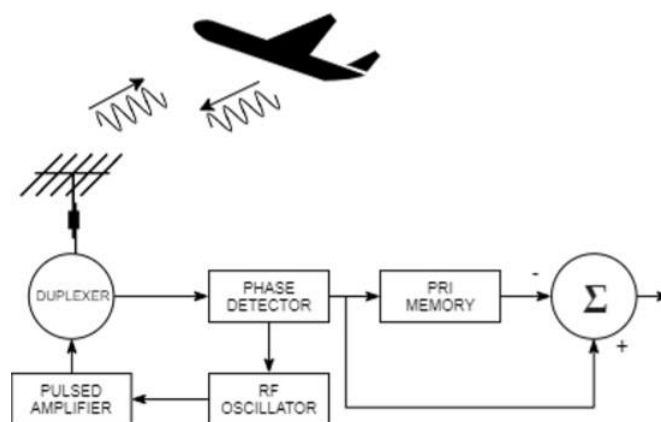 DUPLEXER
PHASE
DETECTOR
PRI
MEMORY
-
Σ
+
PULSED
AMPLIFIER
RF
OSCILLATOR